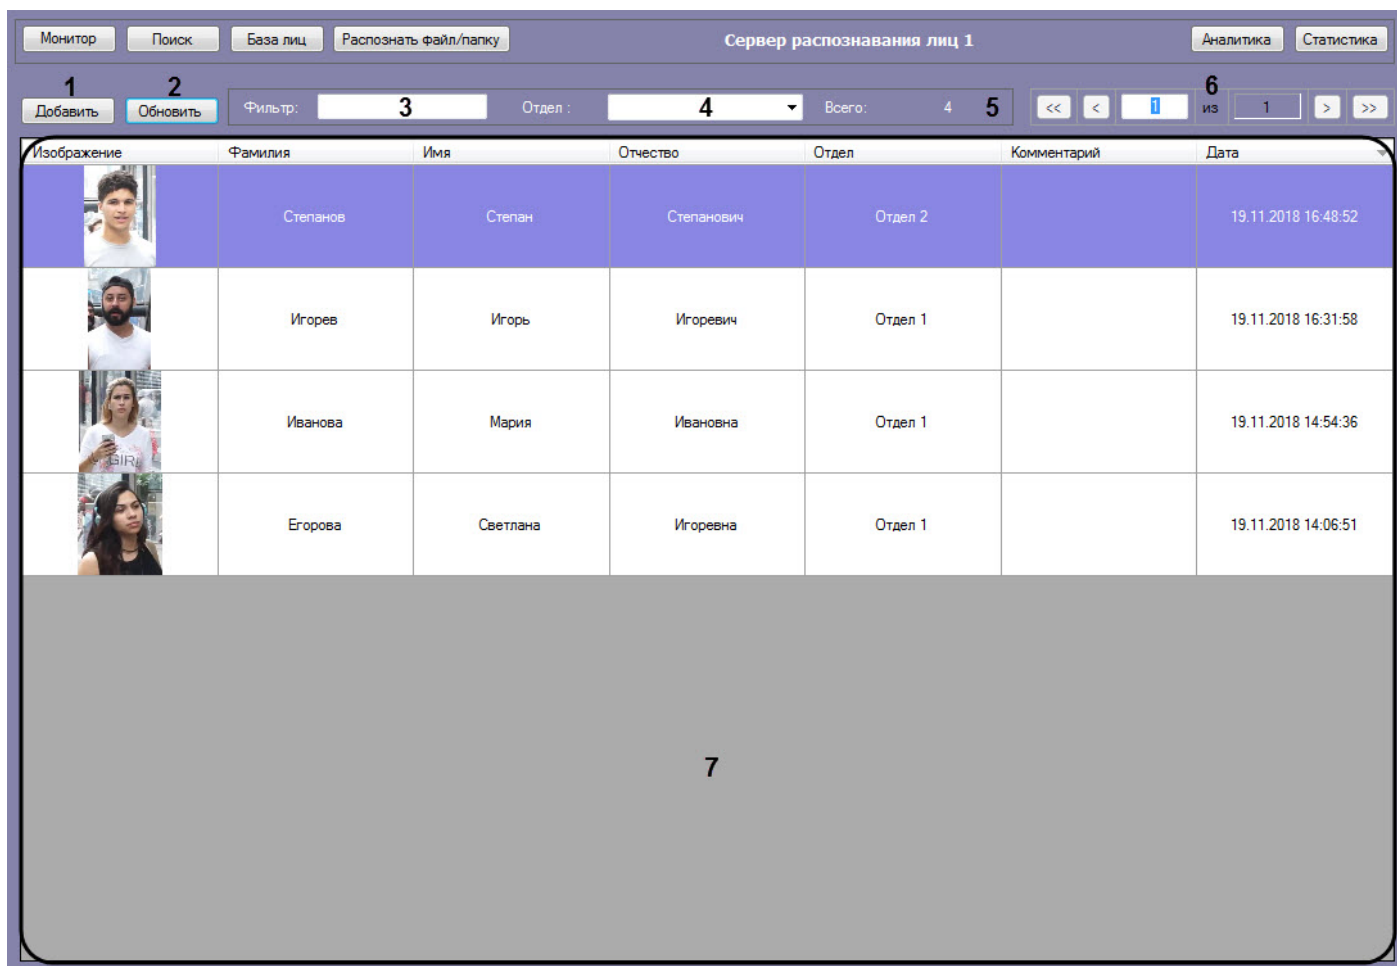 Монитор Поиск База лиц Распознать файл/папку Сервер распознавания лиц 1 Аналитика Статистика
1 2 6
Добавить Обновить Фильтр: 3 Отдел : 4 Всего: 4 5 << < 1 из 1 > >>
Изображение Фамилия Имя Отчество Отдел Комментарий Дата
Степанов Степан Степанович Отдел 2 19.11.2018 16:48:52
Игорев Игорь Игоревич Отдел 1 19.11.2018 16:31:58
Иванова Мария Ивановна Отдел 1 19.11.2018 14:54:36
GIRL
Егорова Светлана Игоревна Отдел 1 19.11.2018 14:06:51
7